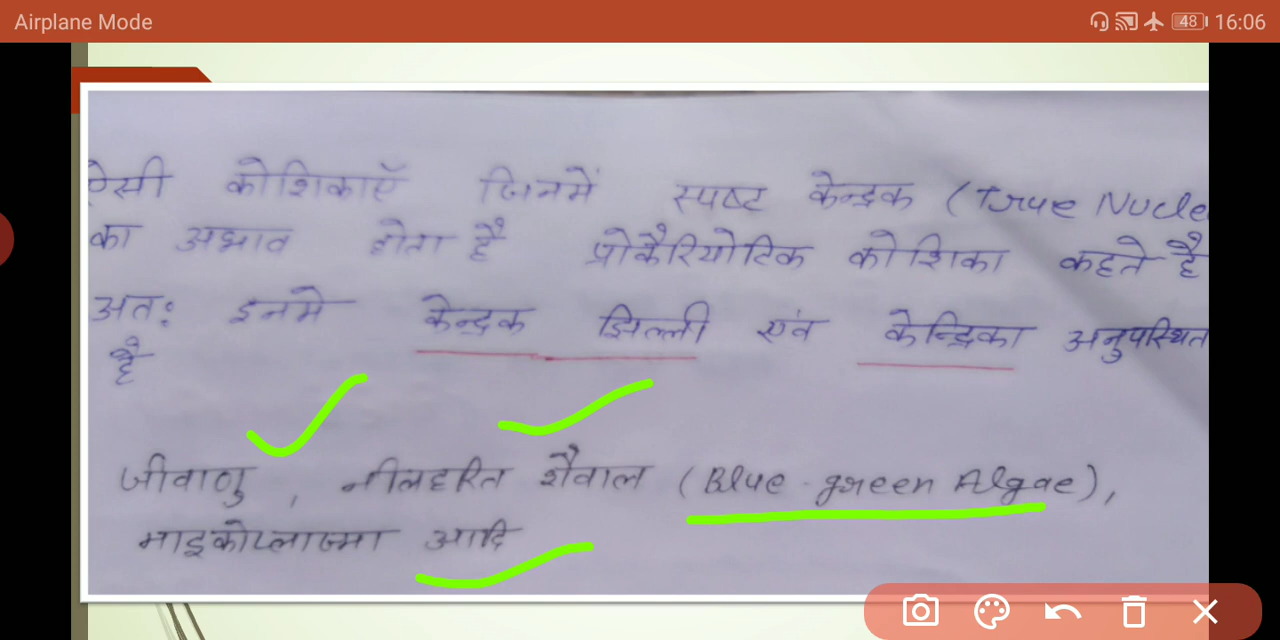 Airplane Mode
48 16:06
ऐसी कोशिकाएँ जिनमें स्पष्ट केन्द्रक (True Nucle
का अभाव होता है प्रोकैरियोटिक कोशिका कहते है
अतः इनमे केन्द्रक झिल्ली एवं केन्द्रिका अनुपस्थित
है
जीवाणु, नीलहरित शैवाल (Blue-green Algae),
माइकोप्लाज्मा आदि